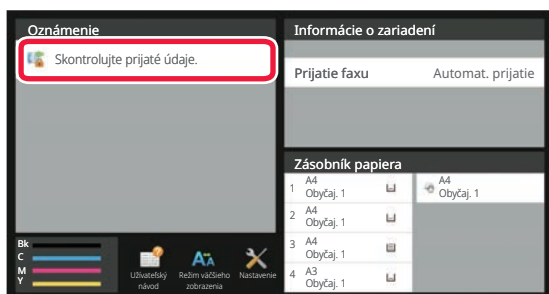 Oznámenie
Skontrolujte prijaté údaje.
Informácie o zariadení
Prijatie faxu Automat. prijatie
Zásobník papiera
1 A4
Obyčaj. 1
2 A4
Obyčaj. 1
3 A4
Obyčaj. 1
4 A3
Obyčaj. 1
A4
Obyčaj. 1
Bk
C
M
Y
Užívateľský
návod
Režim väčšieho
zobrazenia
Nastavenie